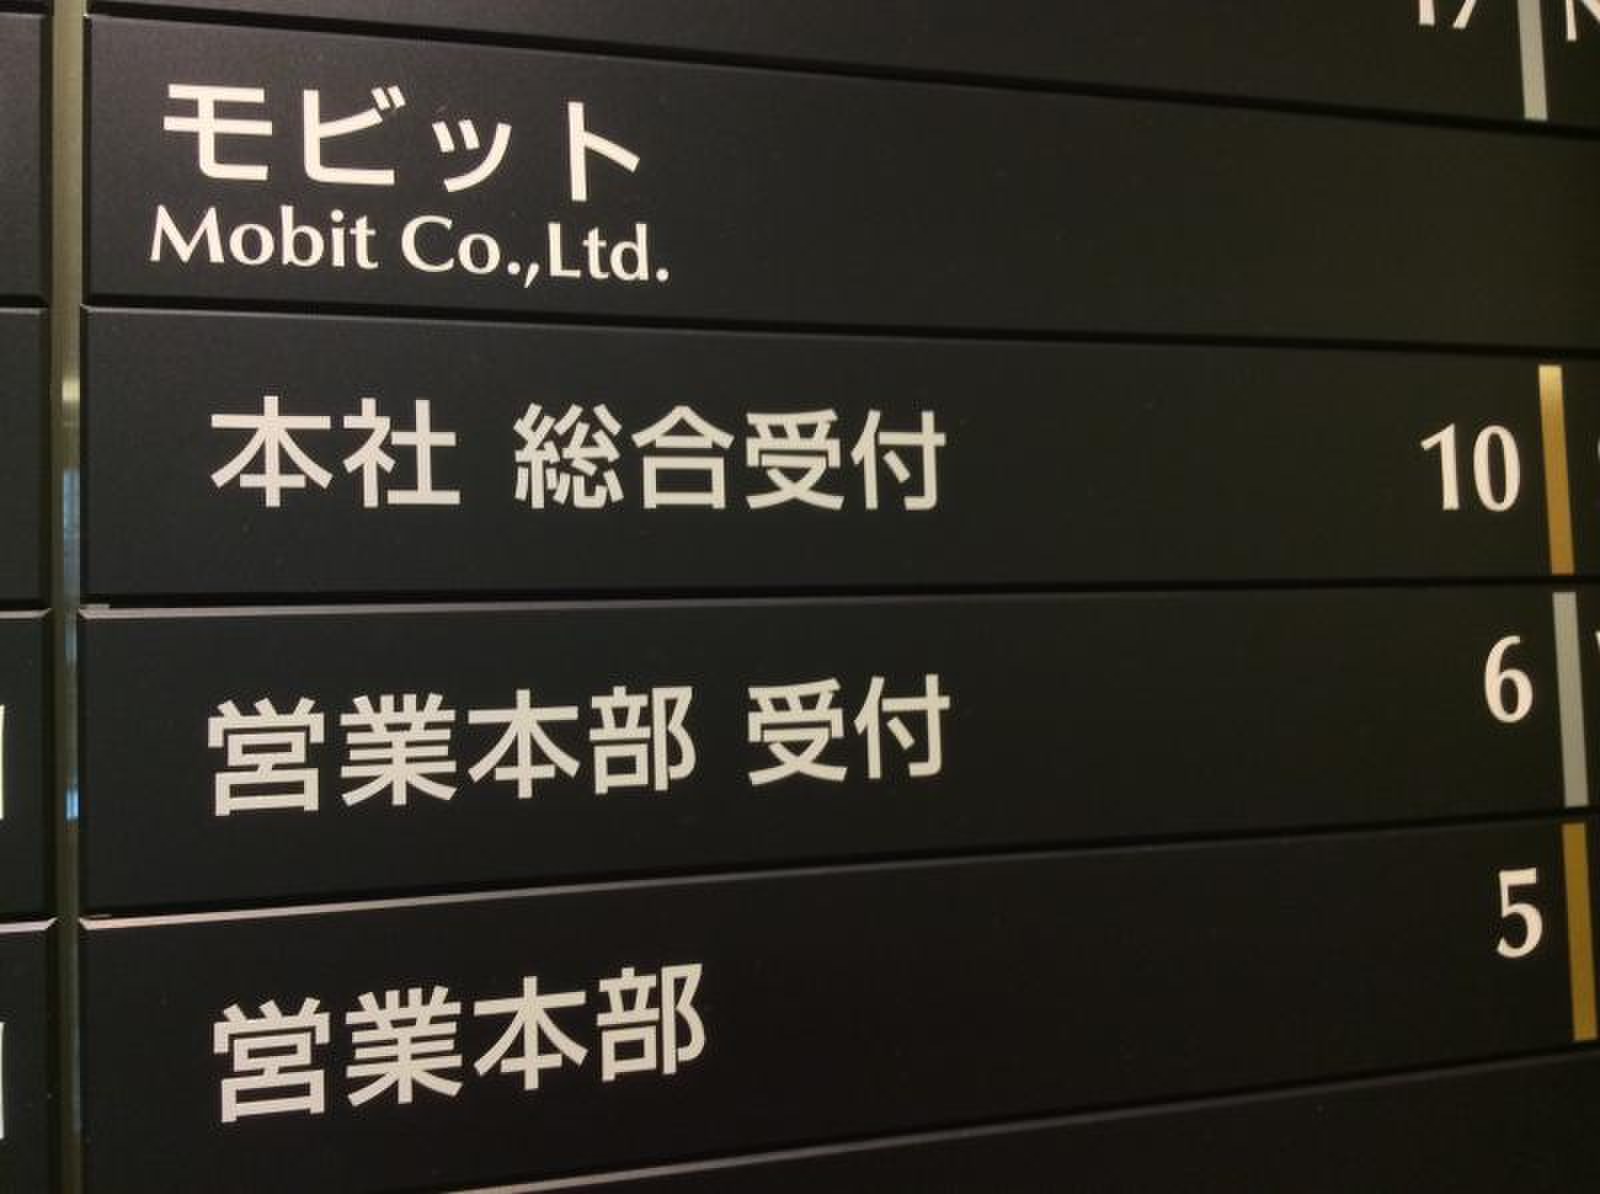 モビット
Mobit Co.,Ltd.
本社 総合受付 10
営業本部 受付 6
営業本部 5